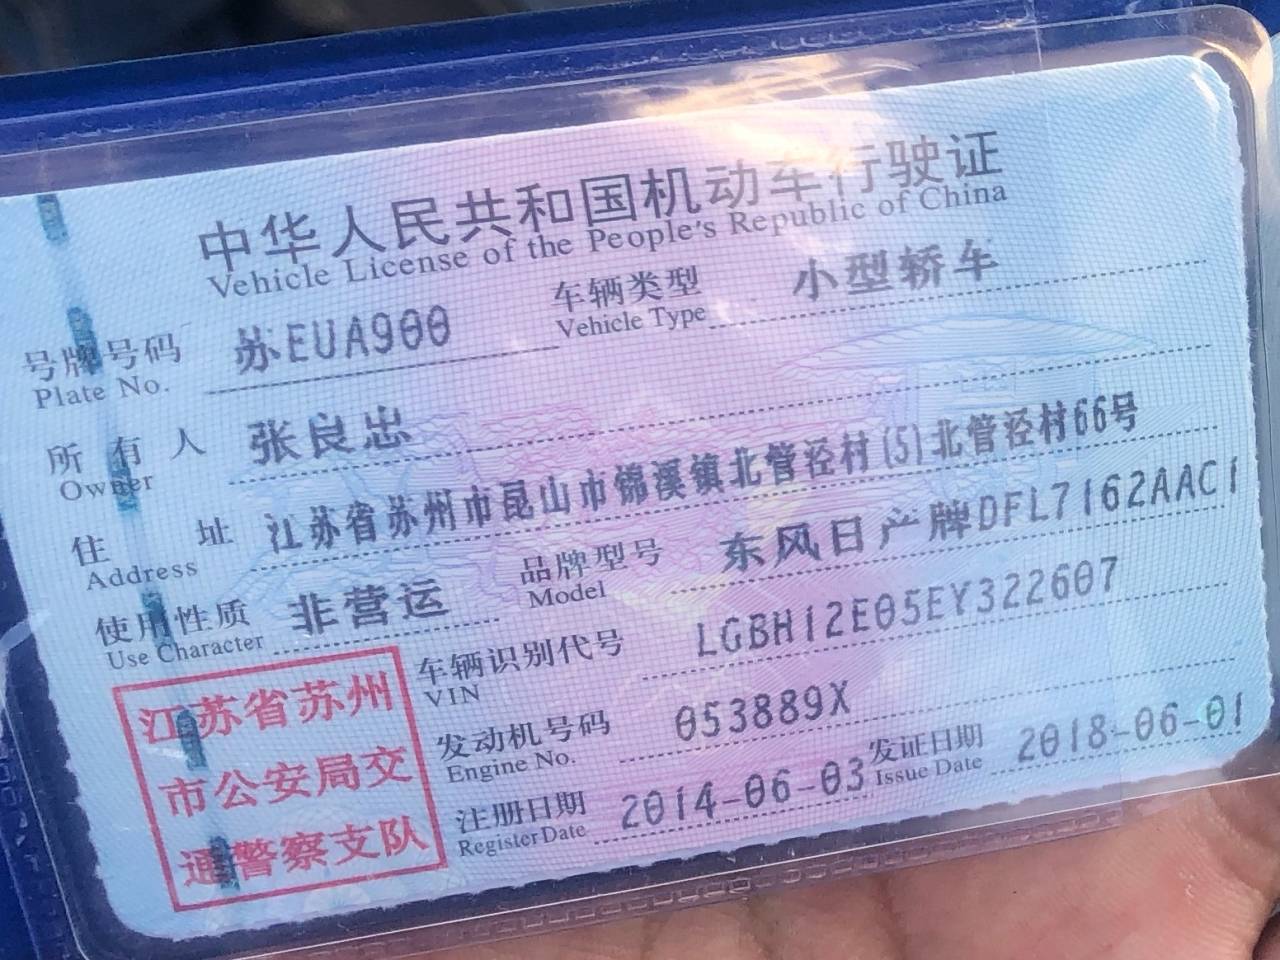 中华人民共和国机动车行驶证
Vehicle License of the People's Republic of China
号牌号码 苏EUA900 车辆类型 小型轿车
Plate No. Vehicle Type
所有人 张良忠
Owner
住址 江苏省苏州市昆山市锦溪镇北管泾村(5)北管泾村66号
Address
使用性质 非营运 品牌型号 东风日产牌DFL7162AAC1
Use Character Model
车辆识别代号 LGBH12E05EY322607
VIN
发动机号码 053889X
Engine No.
注册日期 2014-06-03 发证日期 2018-06-01
Register Date Issue Date
江苏省苏州
市公安局交
通警察支队